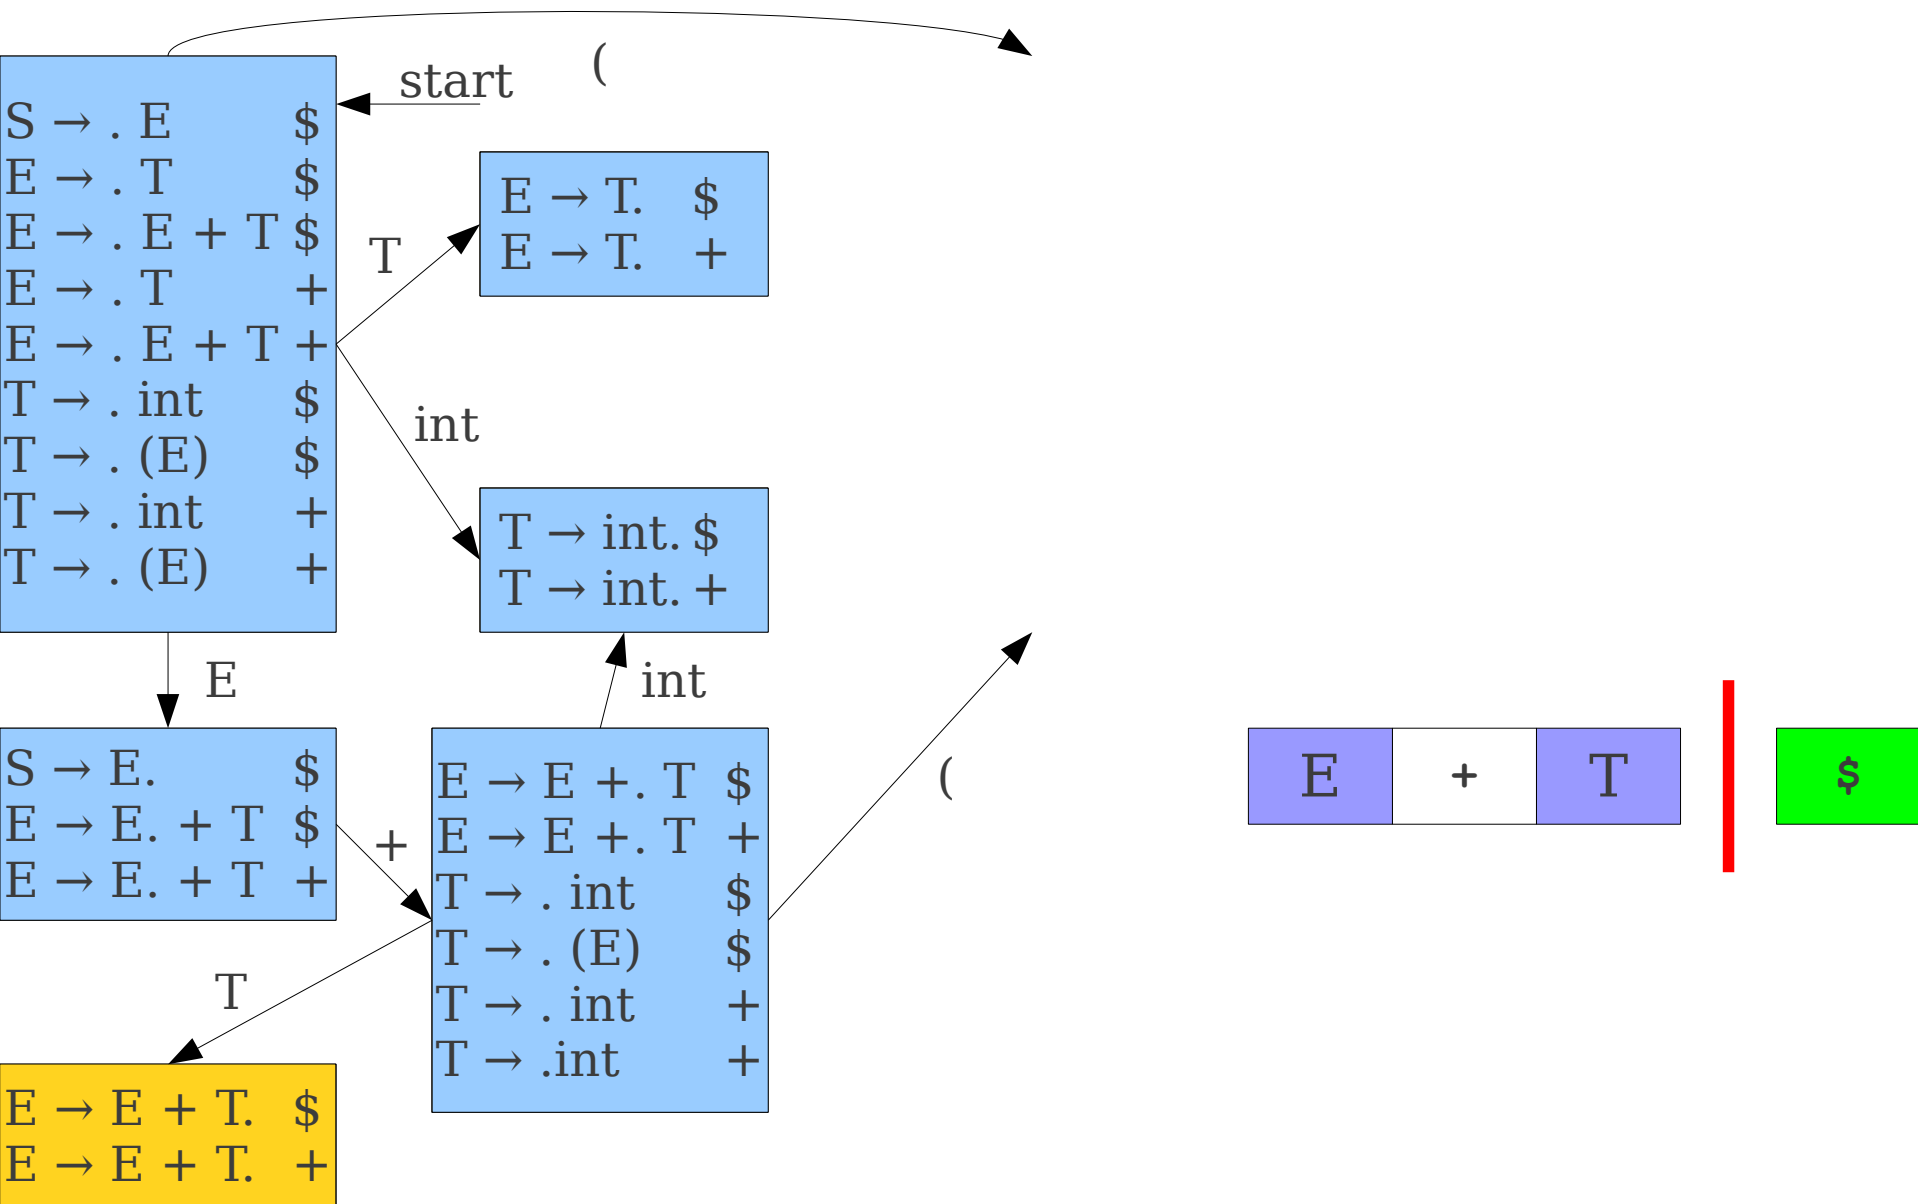 (
start
S → . E $
E → . T $
E → . E + T $
E → . T +
E → . E + T +
T → . int $
T → . (E) $
T → . int +
T → . (E) +
E → T. $
E → T. +
T
int
T → int. $
T → int. +
E
int
S → E. $
E → E. + T $
E → E. + T +
+
E → E +. T $
E → E +. T +
T → . int $
T → . (E) $
T → . int +
T → .int +
(
E + T $
T
E → E + T. $
E → E + T. +